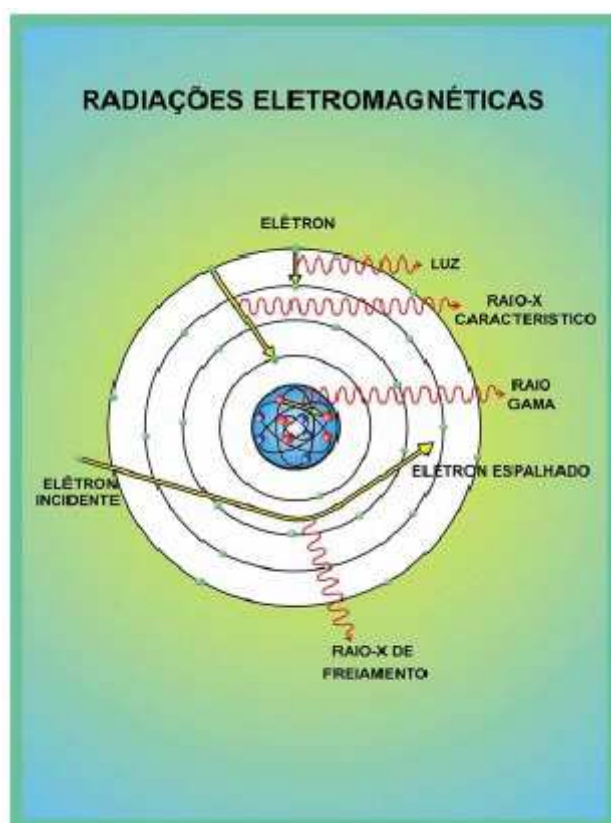 RADIAÇÕES ELETROMAGNÉTICAS
ELÉTRON
LUZ
RAIO-X
CARACTERISTICO
RAIO
GAMA
ELÉTRON ESPALHADO
ELÉTRON
INCIDENTE
RAIO-X DE
FREIAMENTO